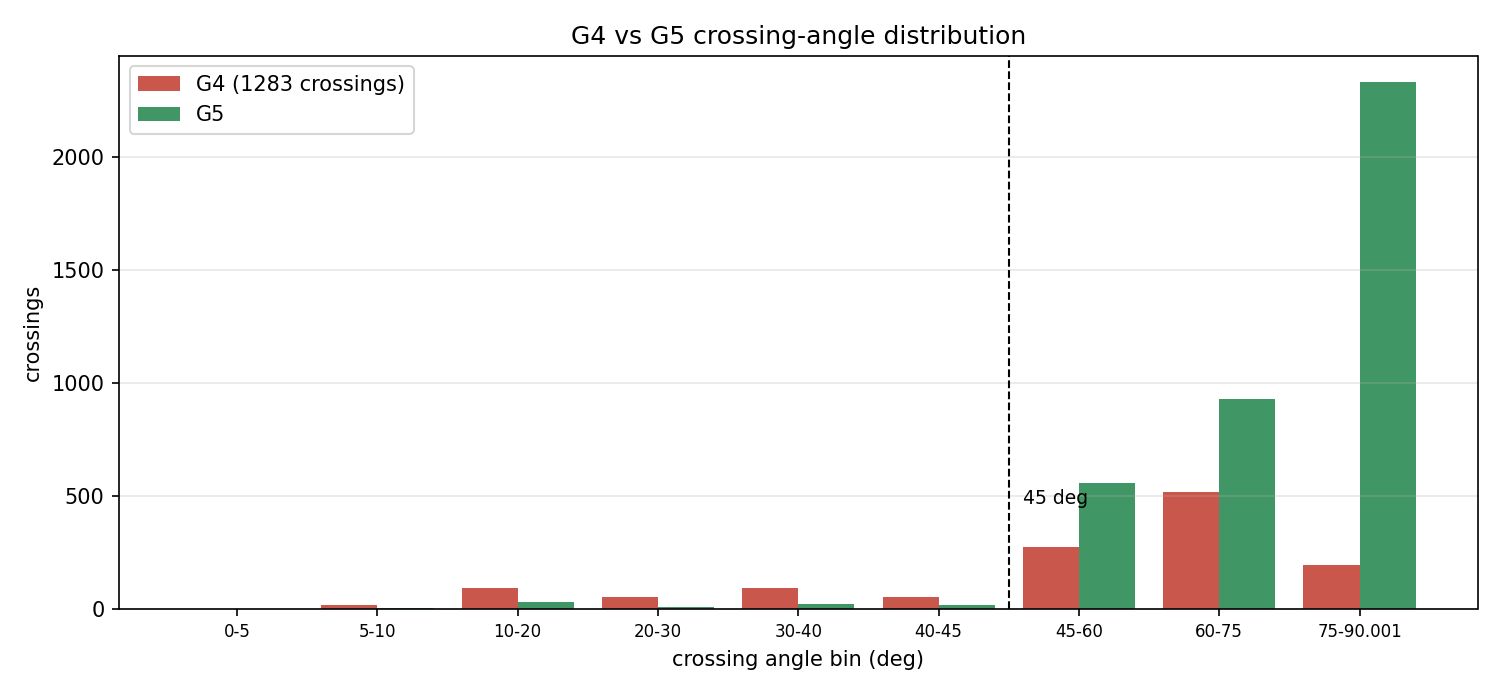 G4 vs G5 crossing-angle distribution
G4 (1283 crossings)
G5
2000
1500
1000
500
0
crossings
45 deg
0-5 5-10 10-20 20-30 30-40 40-45 45-60 60-75 75-90.001
crossing angle bin (deg)